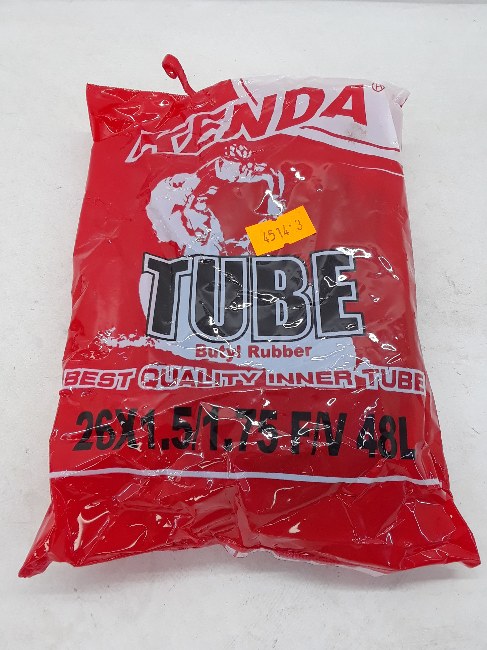 KENDA
®
4514-3
TUBE
Butyl Rubber
BEST QUALITY INNER TUBE
26X1.5/1.75 F/V 48L